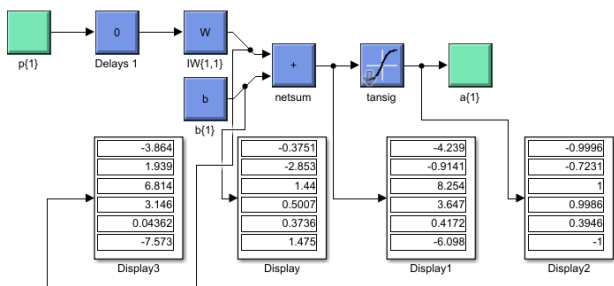 0
W
p{1}
Delays 1
IW{1,1}
+
b
netsum
tansig
a{1}
b{1}
-3.864
1.939
6.814
3.146
0.04362
-7.573
Display3
-0.3751
-2.853
1.44
0.5007
0.3736
1.475
Display
-4.239
-0.9141
8.254
3.647
0.4172
-6.098
Display1
-0.9996
-0.7231
1
0.9986
0.3946
-1
Display2